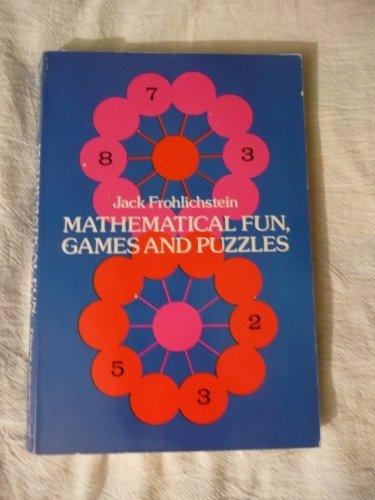 7
8
3
Jack Frohlichstein
MATHEMATICAL FUN,
GAMES AND PUZZLES
2
5
3